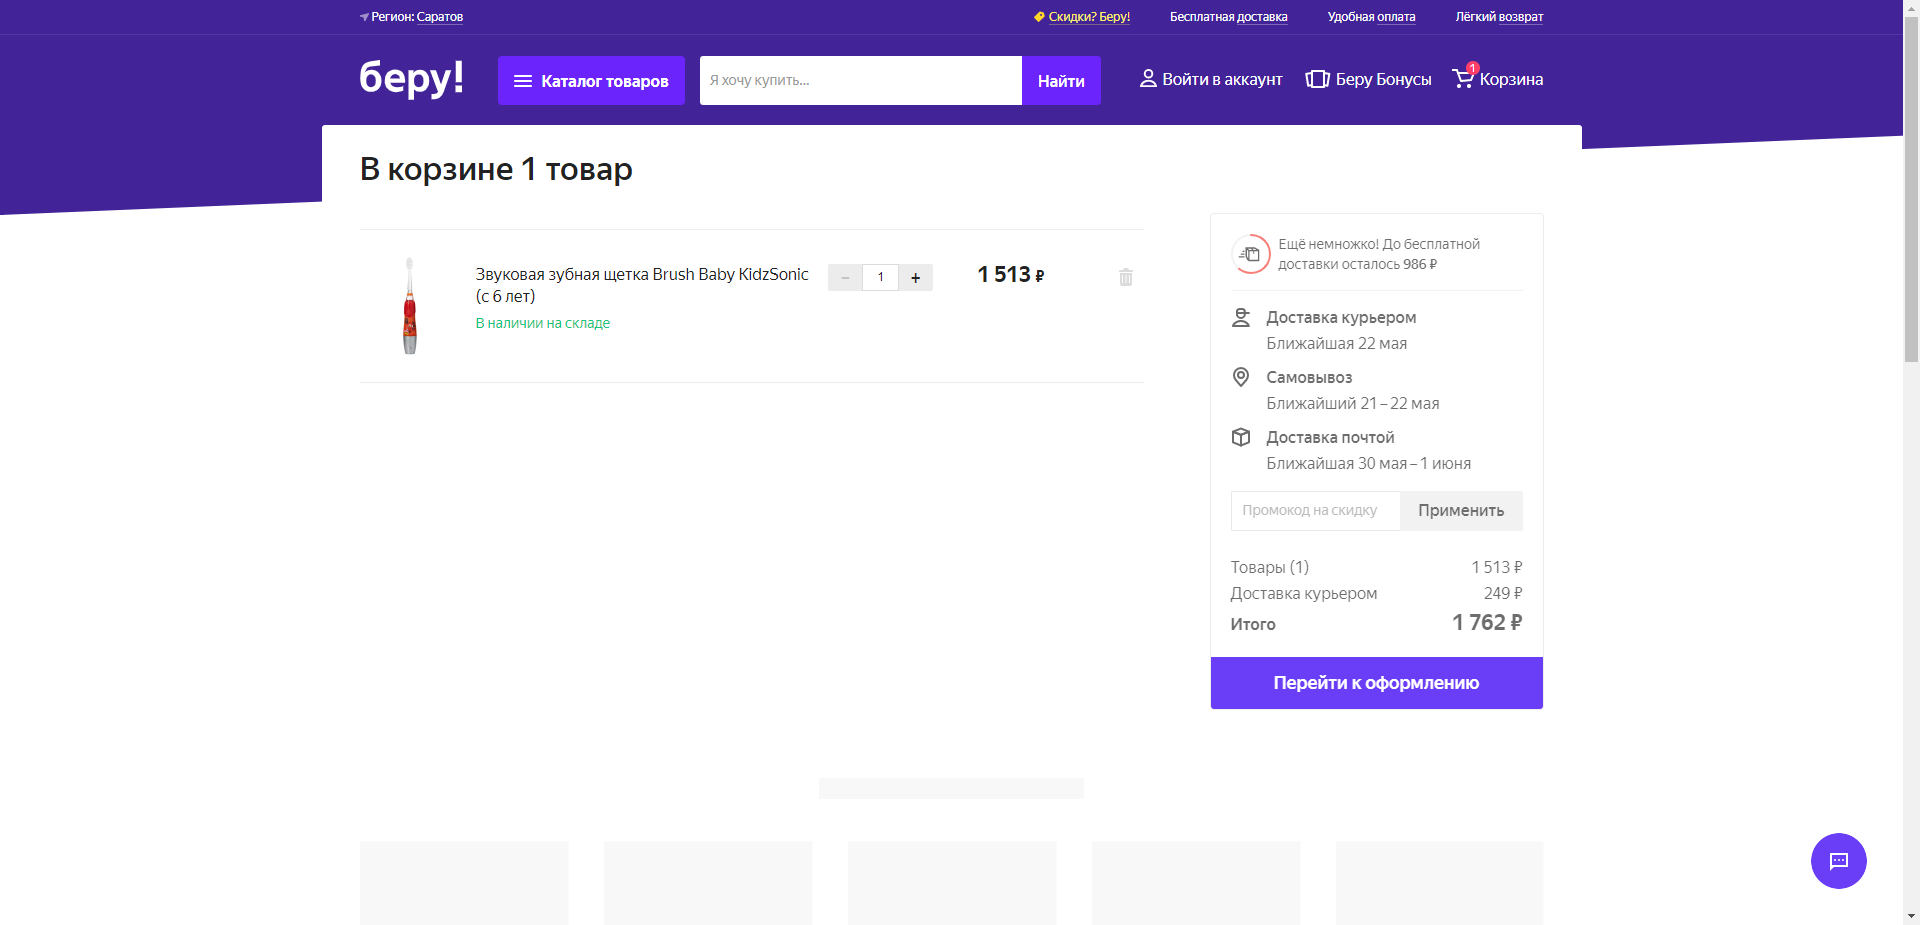 Регион: Саратов
Скидки? Беру!
Бесплатная доставка
Удобная оплата
Лёгкий возврат
беру!
Каталог товаров
Я хочу купить...
Найти
Войти в аккаунт
Беру Бонусы
1
Корзина
В корзине 1 товар
Звуковая зубная щетка Brush Baby KidzSonic
(с 6 лет)
В наличии на складе
– 1 +
1 513 ₽
Ещё немножко! До бесплатной
доставки осталось 986 ₽
Доставка курьером
Ближайшая 22 мая
Самовывоз
Ближайший 21 – 22 мая
Доставка почтой
Ближайшая 30 мая – 1 июня
Промокод на скидку
Применить
Товары (1) 1 513 ₽
Доставка курьером 249 ₽
Итого 1 762 ₽
Перейти к оформлению